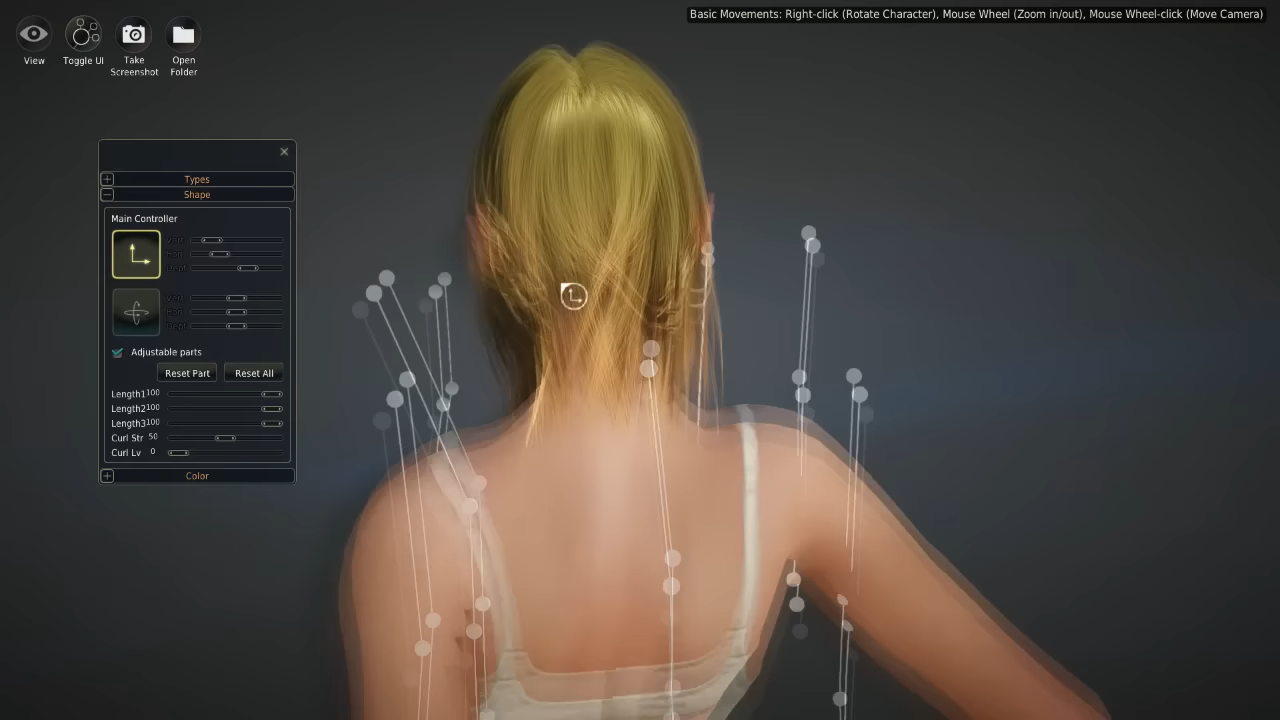 Basic Movements: Right-click (Rotate Character), Mouse Wheel (Zoom in/out), Mouse Wheel-click (Move Camera)
View
Toggle UI
Take
Screenshot
Open
Folder
Types
Shape
Main Controller
Adjustable parts
Reset Part
Reset All
Length1 100
Length2 100
Length3 100
Curl Str 50
Curl Lv 0
Color